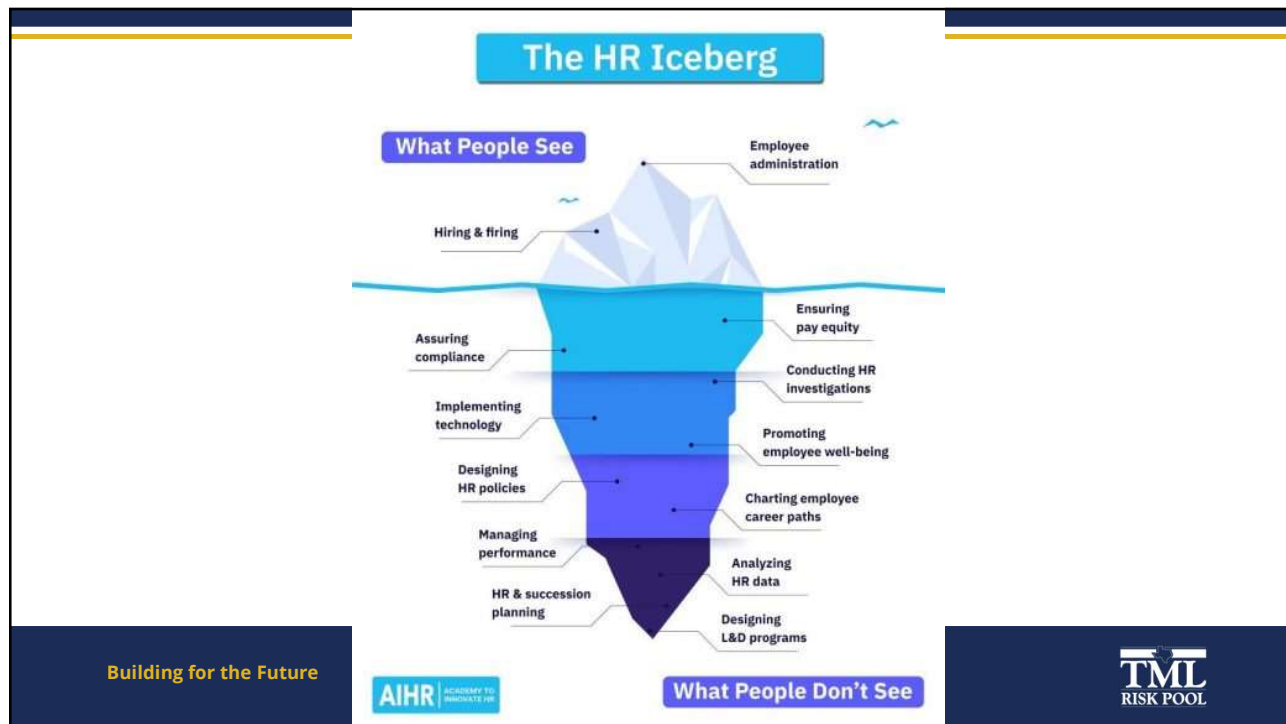 The HR Iceberg
What People See
Employee
administration
Hiring & firing
Ensuring
pay equity
Assuring
compliance
Conducting HR
investigations
Implementing
technology
Promoting
employee well-being
Designing
HR policies
Charting employee
career paths
Managing
performance
Analyzing
HR data
HR & succession
planning
Designing
L&D programs
Building for the Future
AIHR
ACADEMY TO
INNOVATE HR
What People Don't See
TML
RISK POOL